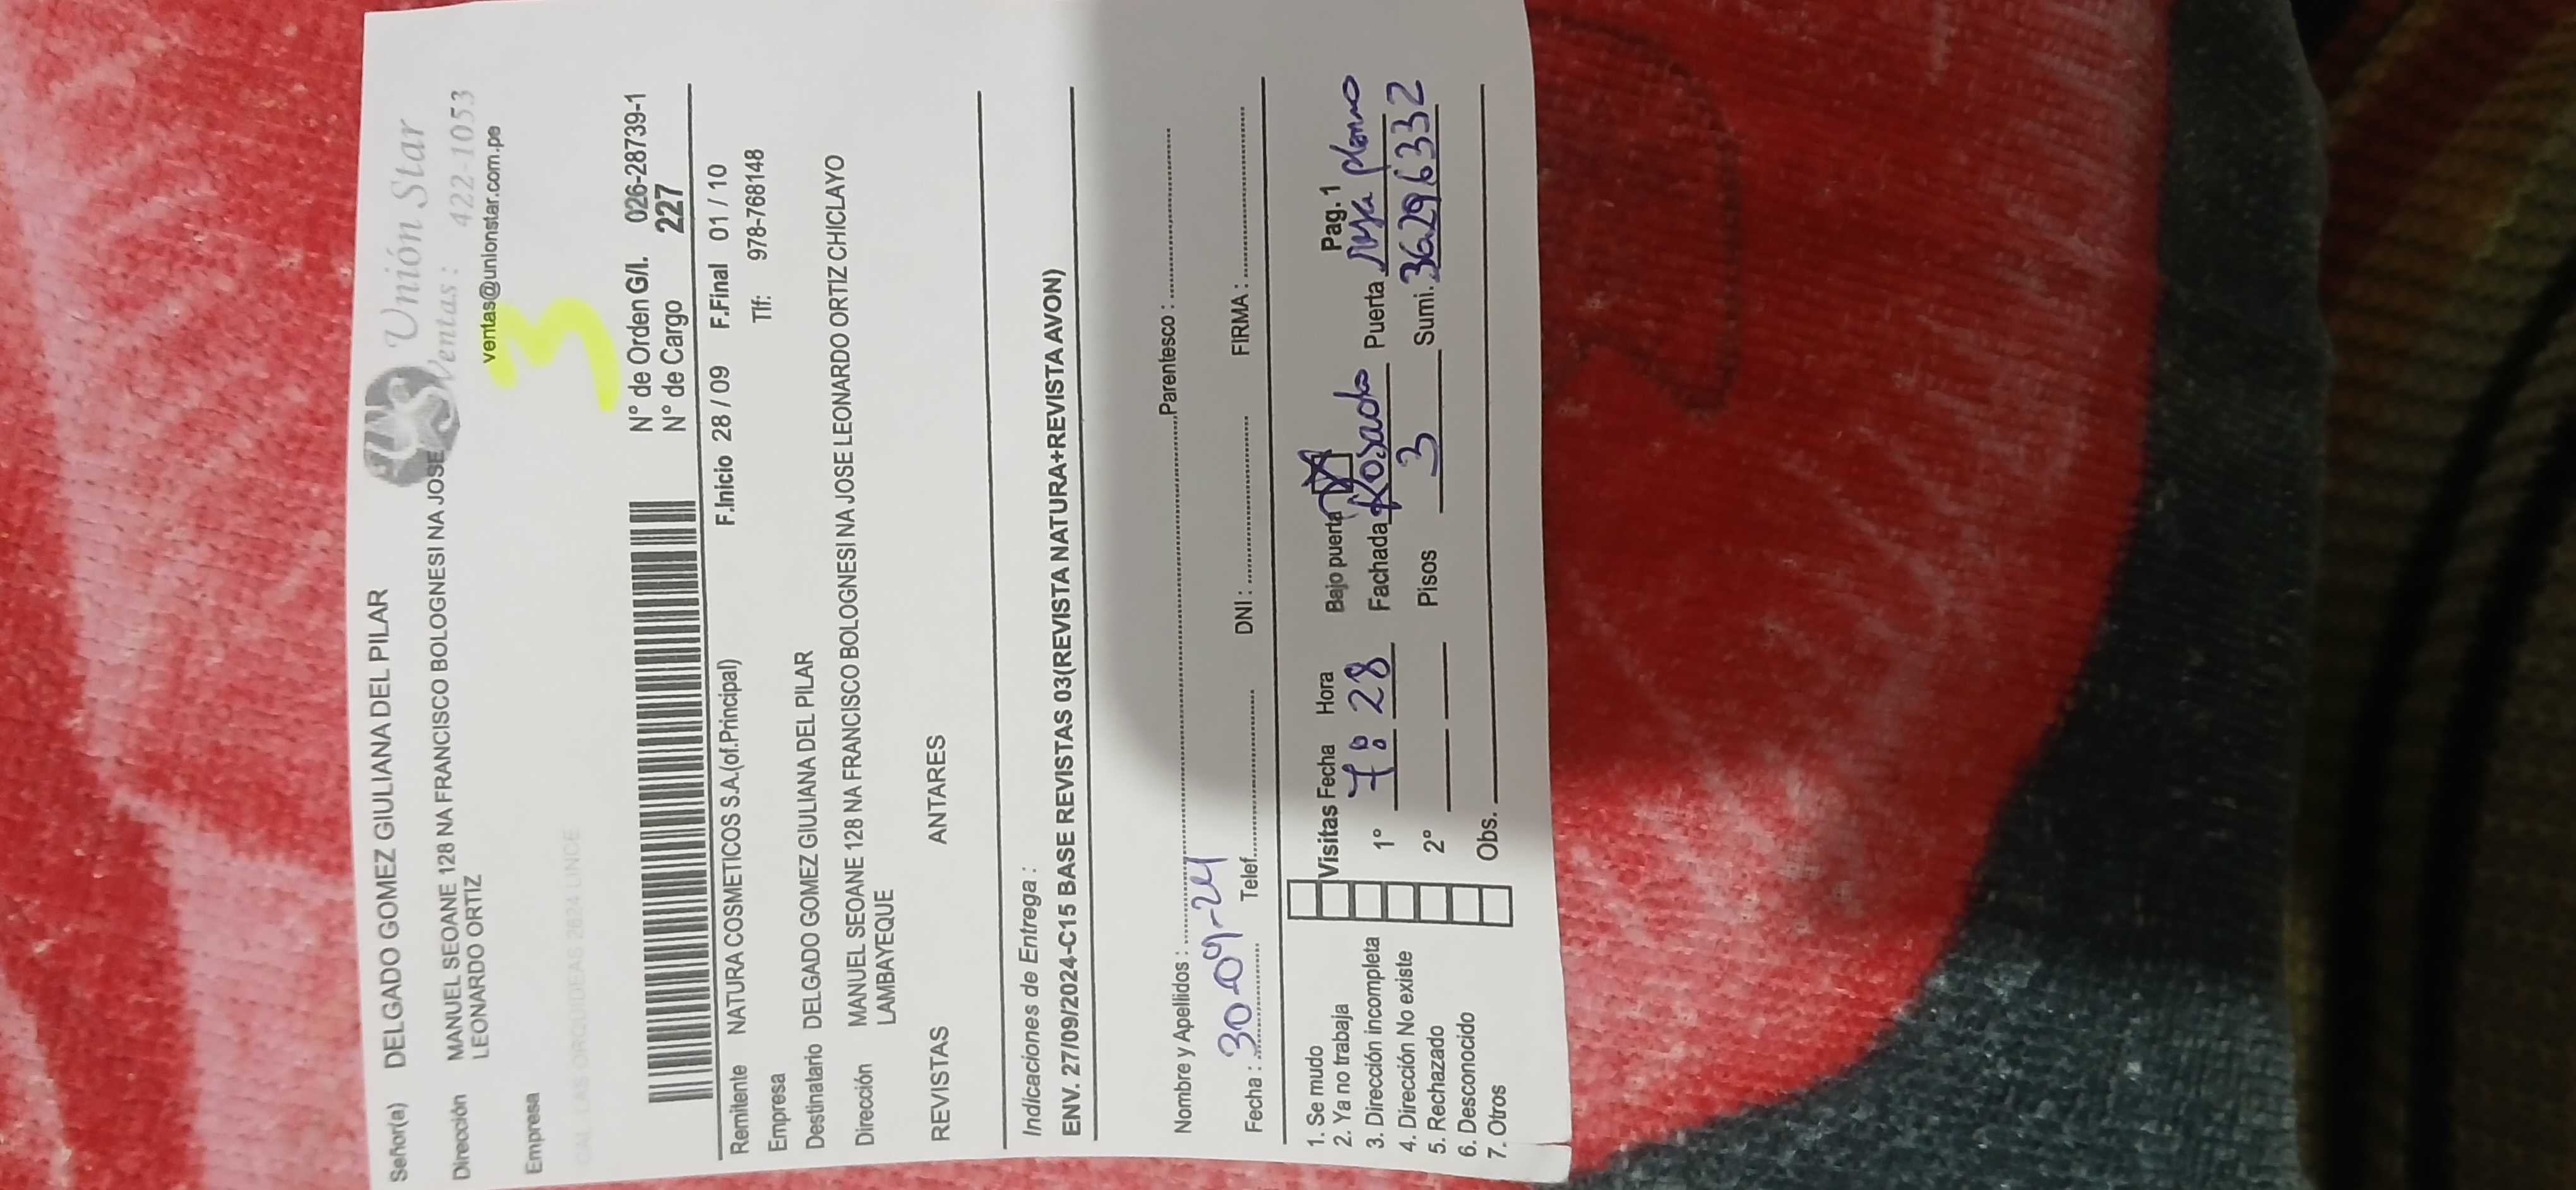 Señor(a) DELGADO GOMEZ GIULIANA DEL PILAR
Unión Star
Dirección MANUEL SEOANE 128 NA FRANCISCO BOLOGNESI NA JOSE
LEONARDO ORTIZ
Ventas : 422-1053
ventas@unionstar.com.pe
Empresa
3
CAL LAS ORQUIDEAS 2624 LINCE
N° de Orden G/I. 026-28739-1
N° de Cargo 227
Remitente NATURA COSMETICOS S.A.(of.Principal) F.Inicio 28 / 09 F.Final 01 / 10
Empresa Tlf: 978-768148
Destinatario DELGADO GOMEZ GIULIANA DEL PILAR
Dirección MANUEL SEOANE 128 NA FRANCISCO BOLOGNESI NA JOSE LEONARDO ORTIZ CHICLAYO
LAMBAYEQUE
REVISTAS ANTARES
Indicaciones de Entrega :
ENV. 27/09/2024-C15 BASE REVISTAS 03(REVISTA NATURA+REVISTA AVON)
Nombre y Apellidos : Parentesco :
Fecha : 30-09-24 Telef. DNI : FIRMA :
1. Se mudo
2. Ya no trabaja
3. Dirección incompleta
4. Dirección No existe
5. Rechazado
6. Desconocido
7. Otros
Visitas Fecha Hora Bajo puerta Pag. 1
1° 7:28 Fachada Rosado Puerta reja plomo
2° Pisos 3 Sumi. 36296332
Obs.